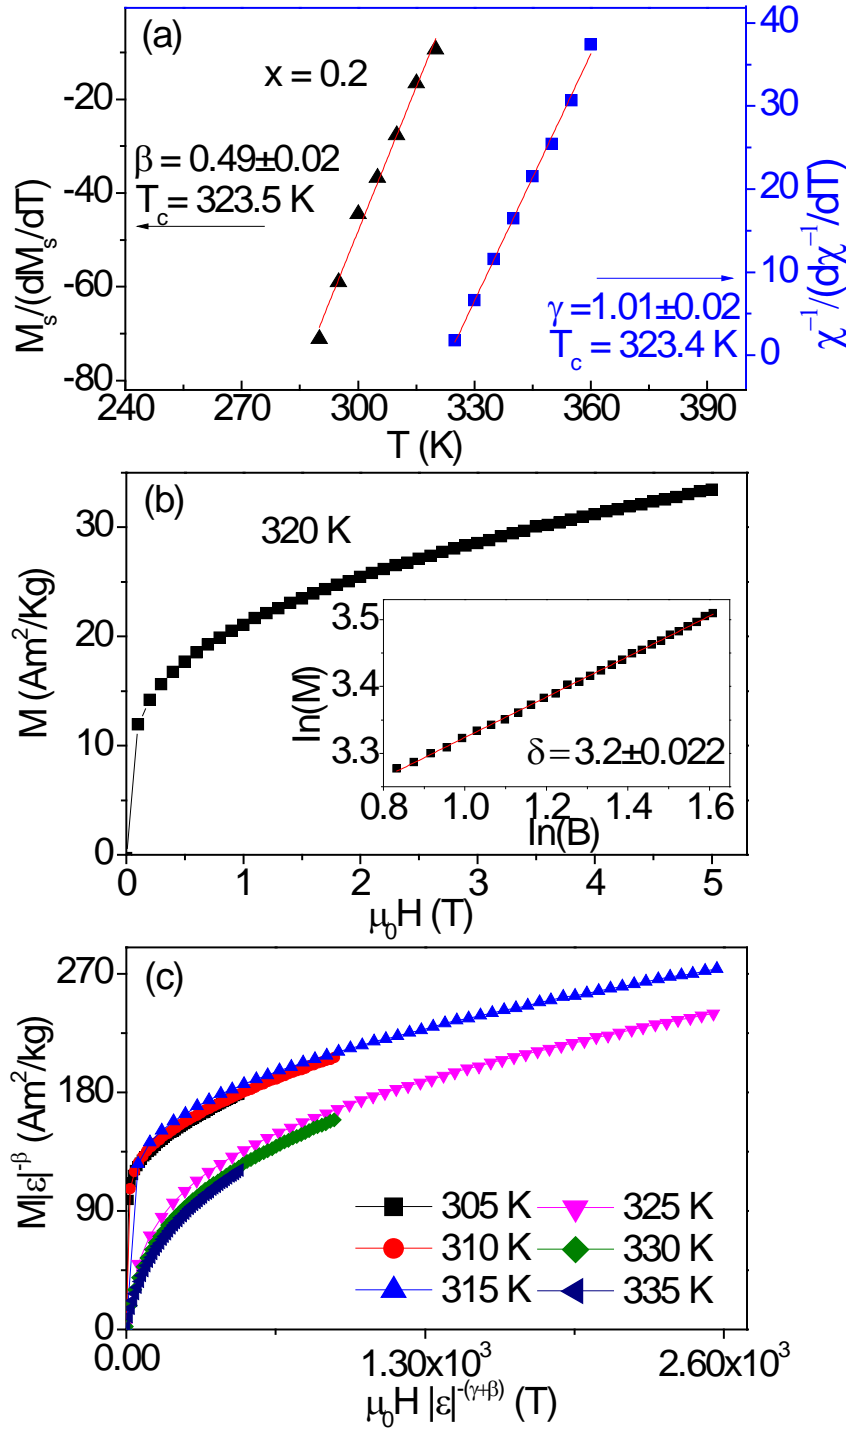 (a)
x = 0.2
β = 0.49±0.02
T_c = 323.5 K
γ =1.01±0.02
T_c = 323.4 K
M_s/(dM_s/dT)
-20
-40
-60
-80
χ^{-1}/(dχ^{-1}/dT)
40
30
20
10
0
240 270 300 330 360 390
T (K)
(b)
320 K
M (Am²/Kg)
30
20
10
0
ln(M)
3.5
3.4
3.3
δ = 3.2±0.022
0.8 1.0 1.2 1.4 1.6
ln(B)
0 1 2 3 4 5
μ₀H (T)
(c)
M|ε|^{-β} (Am²/kg)
270
180
90
0
305 K 325 K
310 K 330 K
315 K 335 K
0.00 1.30x10³ 2.60x10³
μ₀H |ε|^{-(γ+β)} (T)